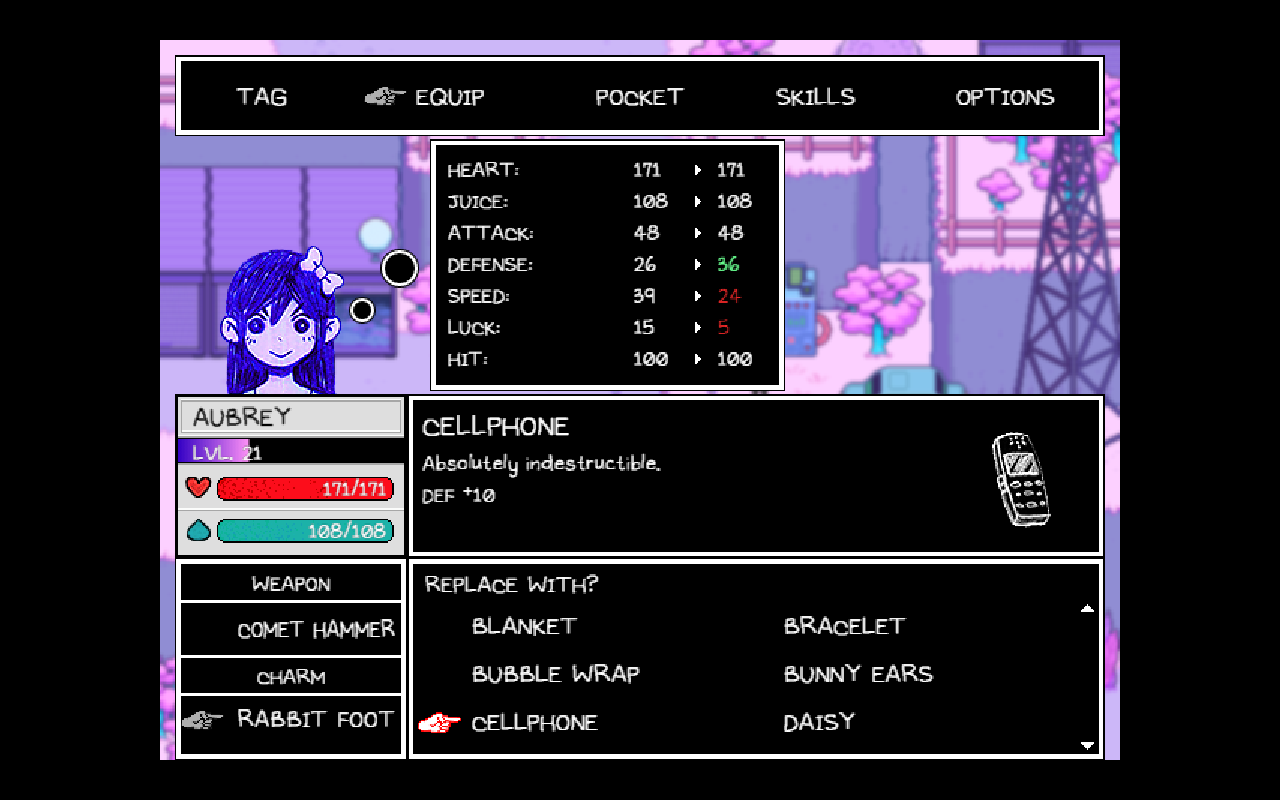 TAG EQUIP POCKET SKILLS OPTIONS
HEART: 171 171
JUICE: 108 108
ATTACK: 48 48
DEFENSE: 26 36
SPEED: 39 24
LUCK: 15 5
HIT: 100 100
AUBREY
LVL. 21
171/171
108/108
CELLPHONE
Absolutely indestructible.
DEF +10
WEAPON
COMET HAMMER
CHARM
RABBIT FOOT
REPLACE WITH?
BLANKET BRACELET
BUBBLE WRAP BUNNY EARS
CELLPHONE DAISY